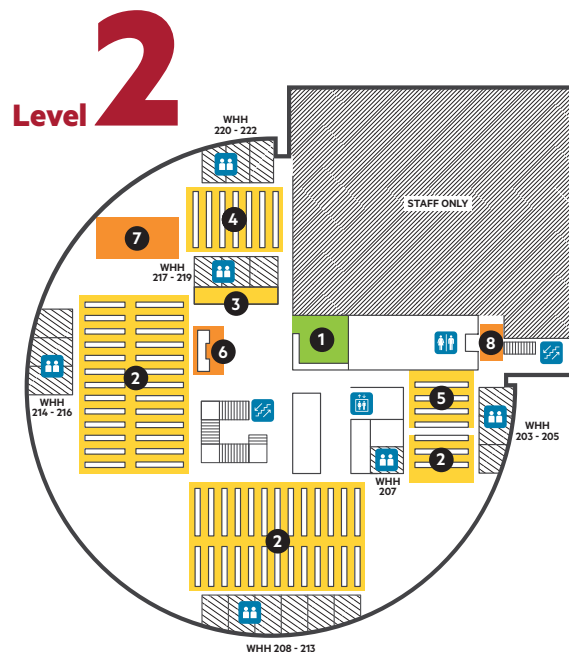 Level 2
WHH
220 - 222
STAFF ONLY
4
7
WHH
217 - 219
3
1
6
8
2
5
WHH
214 - 216
WHH
203 - 205
2
WHH
207
2
WHH 208 - 213